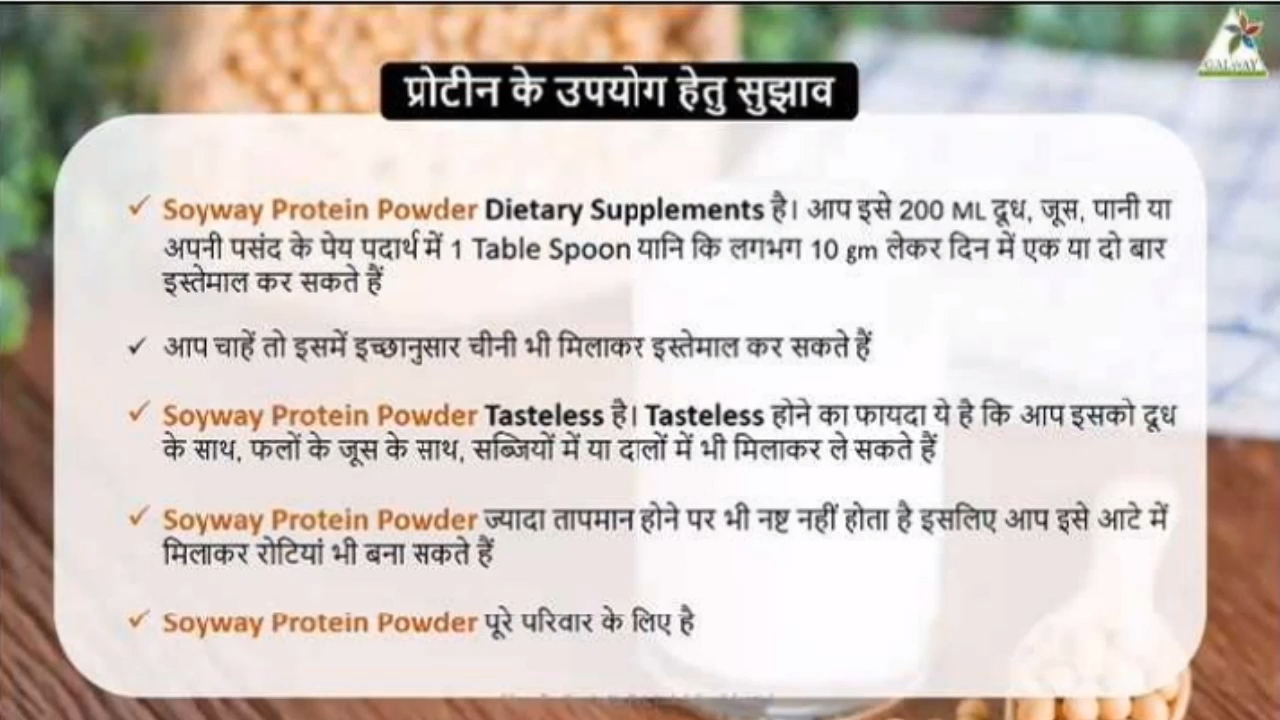 प्रोटीन के उपयोग हेतु सुझाव
GALWAY
Soyway Protein Powder Dietary Supplements है। आप इसे 200 ML दूध, जूस, पानी या
अपनी पसंद के पेय पदार्थ में 1 Table Spoon यानि कि लगभग 10 gm लेकर दिन में एक या दो बार
इस्तेमाल कर सकते हैं
आप चाहें तो इसमें इच्छानुसार चीनी भी मिलाकर इस्तेमाल कर सकते हैं
Soyway Protein Powder Tasteless है। Tasteless होने का फायदा ये है कि आप इसको दूध
के साथ, फलों के जूस के साथ, सब्जियों में या दालों में भी मिलाकर ले सकते हैं
Soyway Protein Powder ज्यादा तापमान होने पर भी नष्ट नहीं होता है इसलिए आप इसे आटे में
मिलाकर रोटियां भी बना सकते हैं
Soyway Protein Powder पूरे परिवार के लिए है